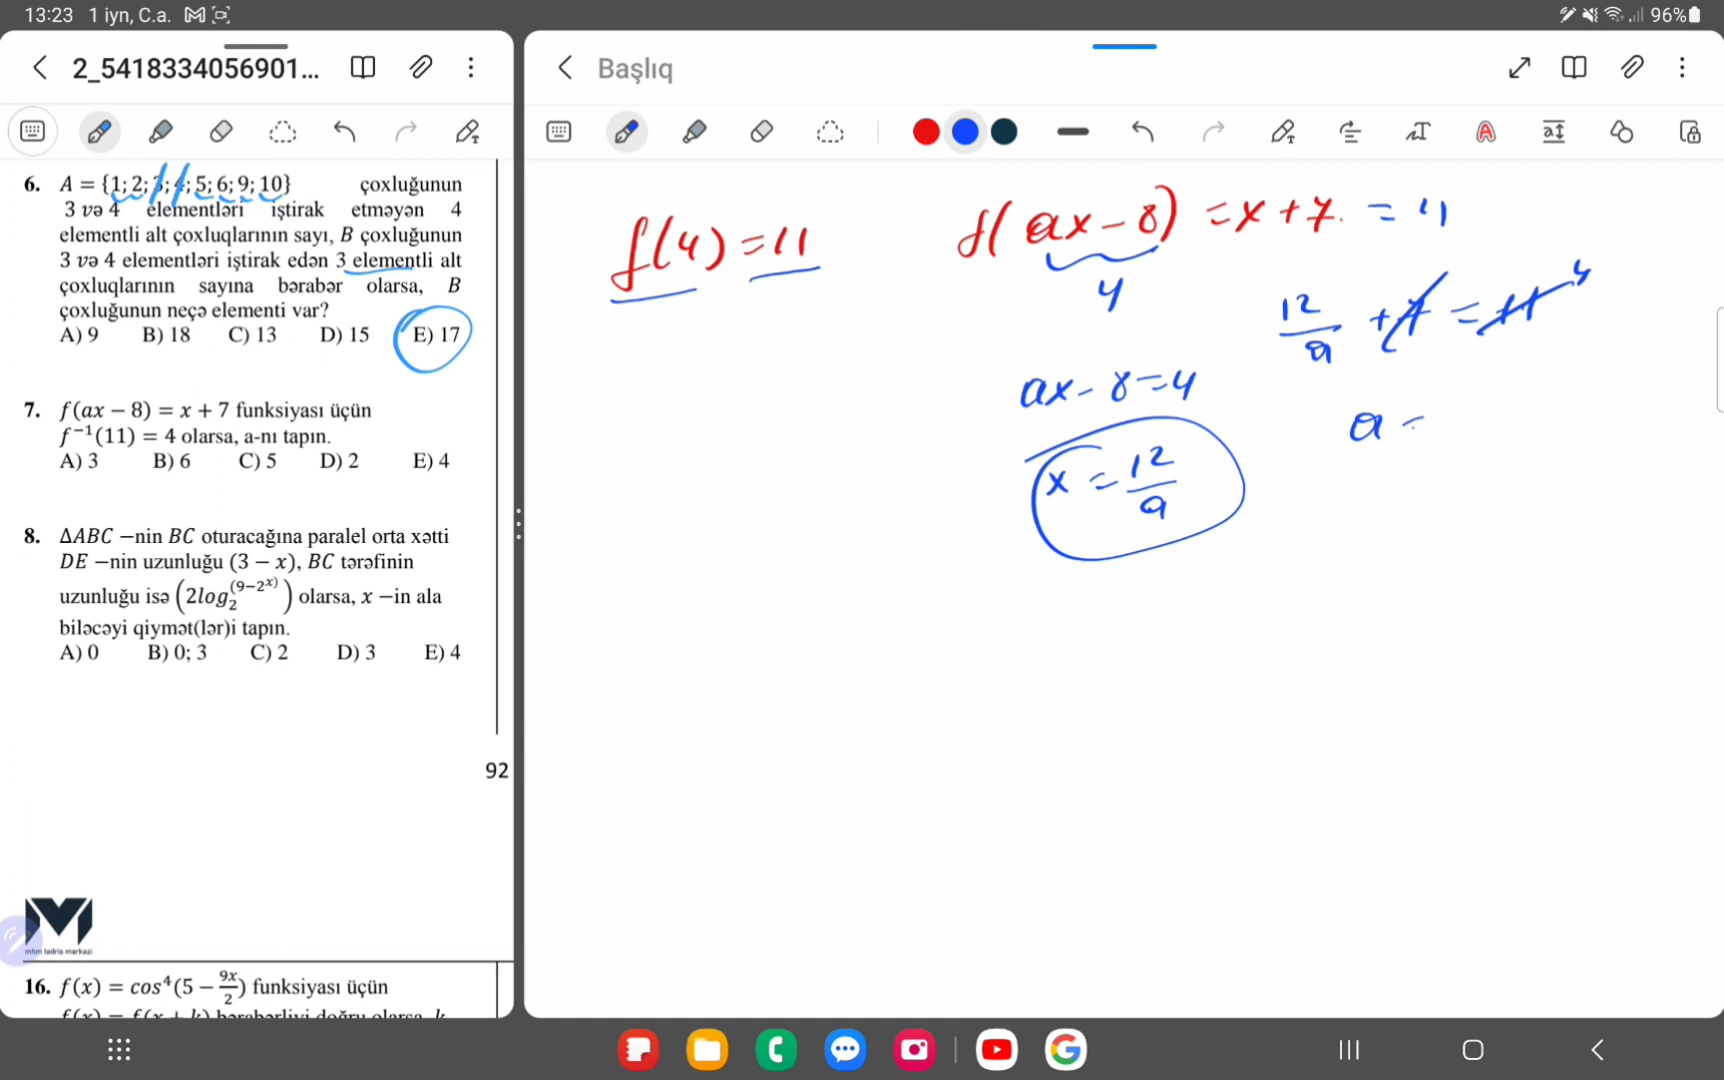 13:23 1 iyn, C.a. 96%
2_5418334056901...
6. A = {1; 2; 3; 4; 5; 6; 9; 10} çoxluğunun
3 və 4 elementləri iştirak etməyən 4
elementli alt çoxluqlarının sayı, B çoxluğunun
3 və 4 elementləri iştirak edən 3 elementli alt
çoxluqlarının sayına bərabər olarsa, B
çoxluğunun neçə elementi var?
A) 9 B) 18 C) 13 D) 15 E) 17
7. f(ax − 8) = x + 7 funksiyası üçün
f⁻¹(11) = 4 olarsa, a-nı tapın.
A) 3 B) 6 C) 5 D) 2 E) 4
8. ΔABC −nin BC oturacağına paralel orta xətti
DE −nin uzunluğu (3 − x), BC tərəfinin
uzunluğu isə (2log₂^(9−2^x)) olarsa, x −in ala
biləcəyi qiymət(lər)i tapın.
A) 0 B) 0; 3 C) 2 D) 3 E) 4
92
mhm tədris mərkəzi
16. f(x) = cos⁴(5 − 9x/2) funksiyası üçün
f(x) = f(x + k) bərabərliyi doğru olarsa, k
Başlıq
f(4) = 11
f(ax − 8) = x + 7. = 11
4
12/a + 7 = 11 4
ax − 8 = 4
a =
x = 12/a